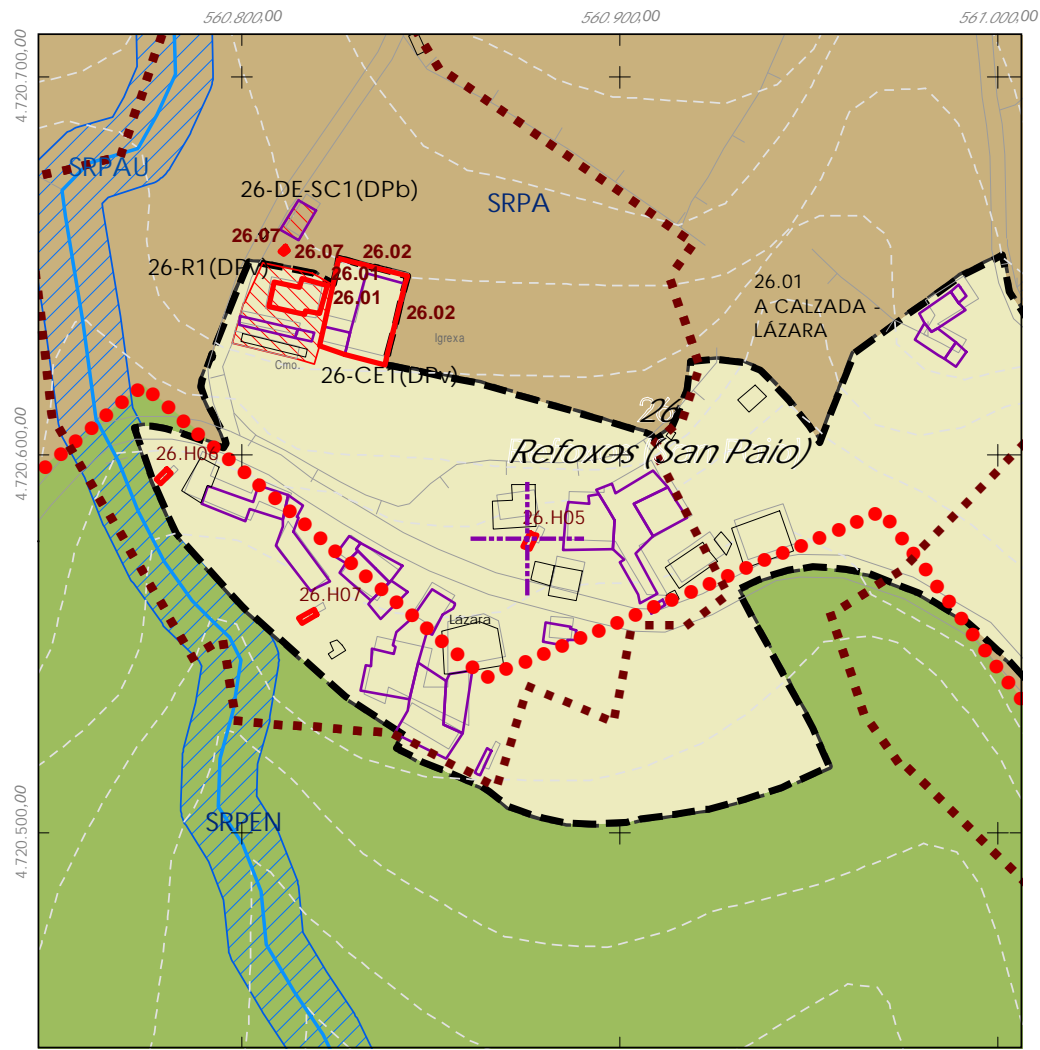 560.800,00
560.900,00
561.000,00
4.720.700,00
SRPAU
26-DE-SC1(DPb)
SRPA
26.07
26.07
26.02
26-R1(DPv)
26.01
26.01
26.02
26.01
A CALZADA -
LÁZARA
Igrexa
Cmo.
26-CE1(DPv)
26
Refoxos (San Paio)
4.720.600,00
26.H06
26.H05
26.H07
Lázara
4.720.500,00
SRPEN